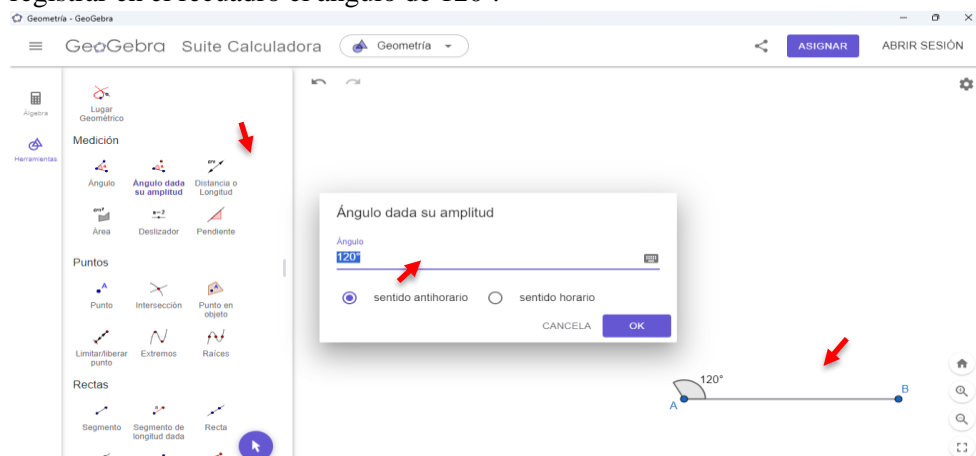 registrar en el recuadro el ángulo de 120°.
Geometría - GeoGebra
GeoGebra Suite Calculadora Geometría ASIGNAR ABRIR SESIÓN
Álgebra
Herramientas
Lugar
Geométrico
Medición
Ángulo
Ángulo dada
su amplitud
Distancia o
Longitud
Área
Deslizador
Pendiente
Puntos
Punto
Intersección
Punto en
objeto
Limitar/liberar
punto
Extremos
Raíces
Rectas
Segmento
Segmento de
longitud dada
Recta
Ángulo dada su amplitud
Ángulo
120°
sentido antihorario sentido horario
CANCELA OK
120°
A
B